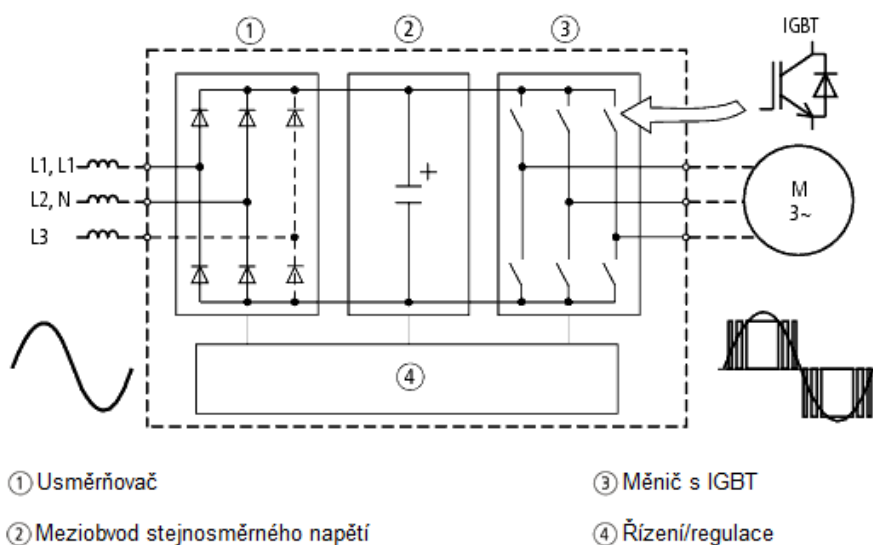 ① ② ③ IGBT
L1, L1
L2, N
L3
+
M
3~
④
① Usměrňovač
③ Měnič s IGBT
② Meziobvod stejnosměrného napětí
④ Řízení/regulace